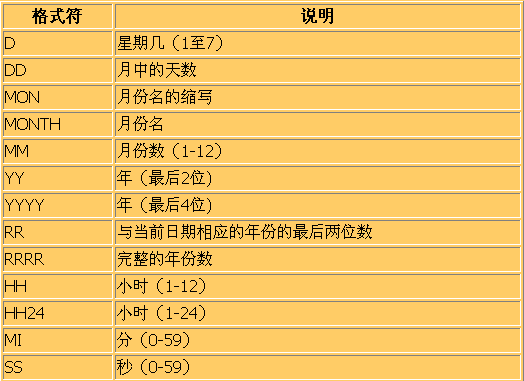 格式符 说明
D 星期几（1至7）
DD 月中的天数
MON 月份名的缩写
MONTH 月份名
MM 月份数（1-12）
YY 年（最后2位）
YYYY 年（最后4位）
RR 与当前日期相应的年份的最后两位数
RRRR 完整的年份数
HH 小时（1-12）
HH24 小时（1-24）
MI 分（0-59）
SS 秒（0-59）